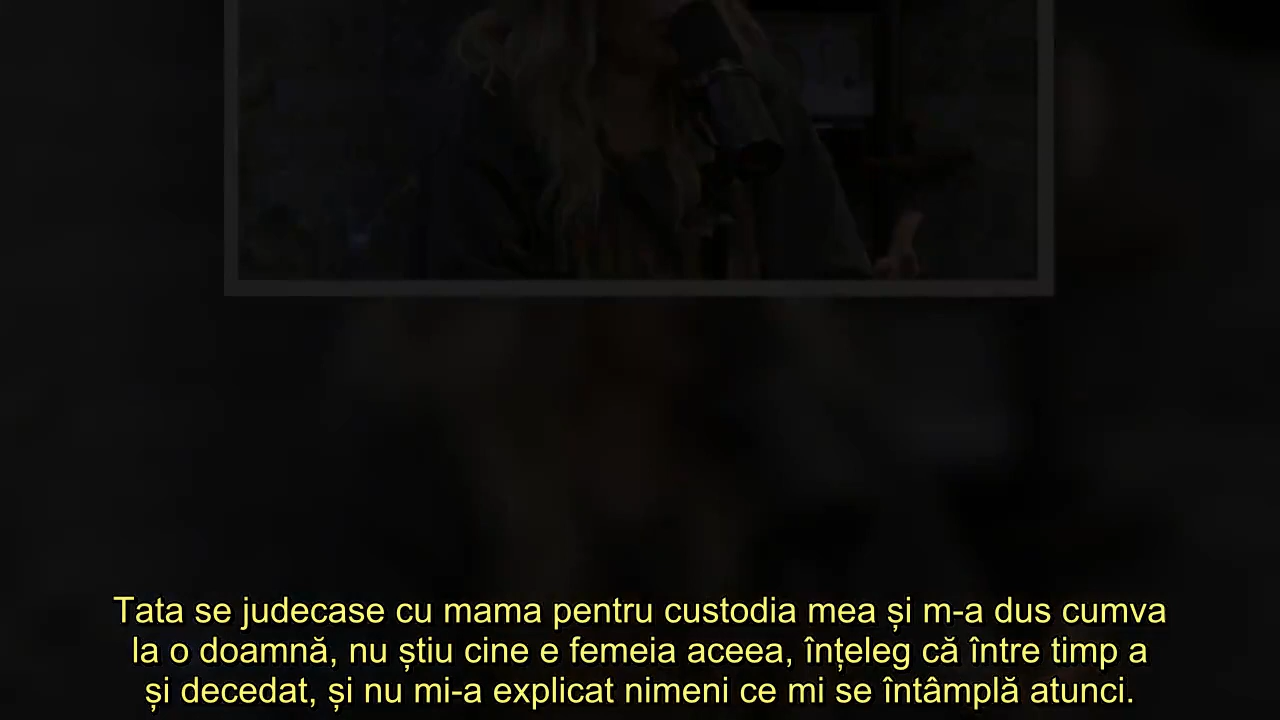 Tata se judecase cu mama pentru custodia mea și m-a dus cumva
la o doamnă, nu știu cine e femeia aceea, înțeleg că între timp a
și decedat, și nu mi-a explicat nimeni ce mi se întâmplă atunci.